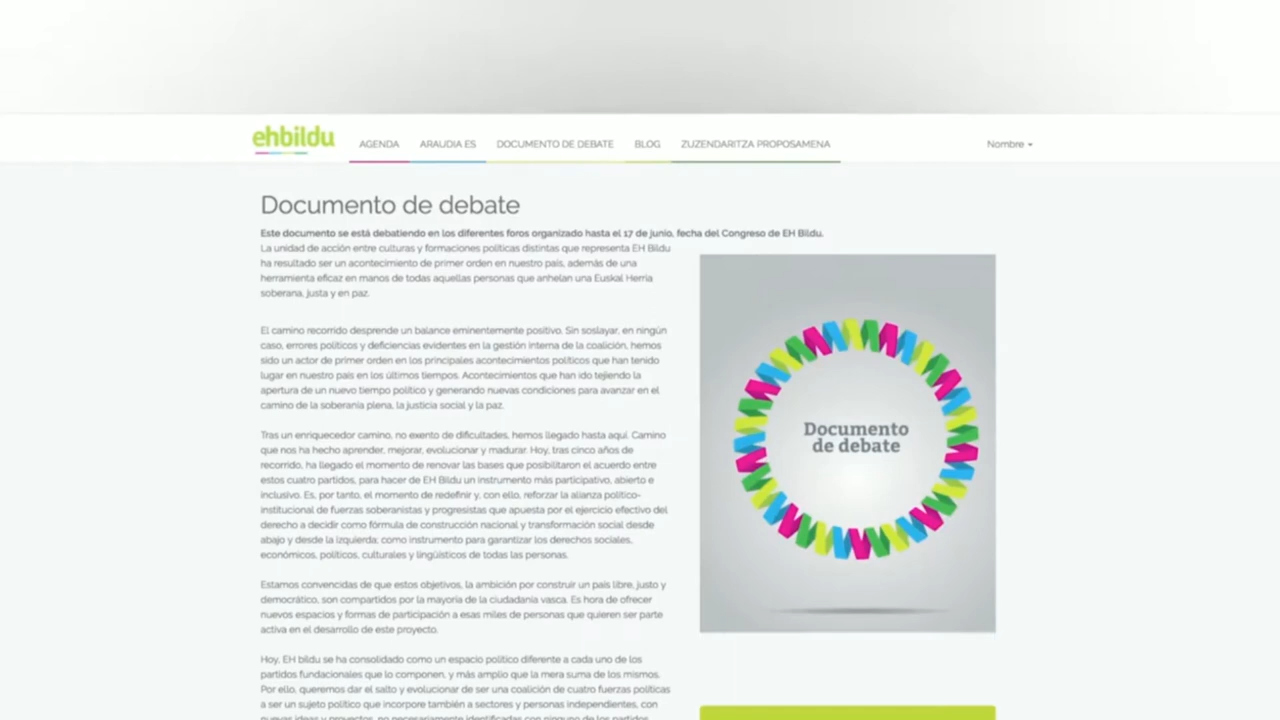 ehbildu
AGENDA
ARAUDIA ES
DOCUMENTO DE DEBATE
BLOG
ZUZENDARITZA PROPOSAMENA
Nombre
Documento de debate
Este documento se está debatiendo en los diferentes foros organizado hasta el 17 de junio, fecha del Congreso de EH Bildu.
La unidad de acción entre culturas y formaciones políticas distintas que representa EH Bildu
ha resultado ser un acontecimiento de primer orden en nuestro país, además de una
herramienta eficaz en manos de todas aquellas personas que anhelan una Euskal Herria
soberana, justa y en paz.
El camino recorrido desprende un balance eminentemente positivo. Sin soslayar, en ningún
caso, errores políticos y deficiencias evidentes en la gestión interna de la coalición, hemos
sido un actor de primer orden en los principales acontecimientos políticos que han tenido
lugar en nuestro país en los últimos tiempos. Acontecimientos que han ido tejiendo la
apertura de un nuevo tiempo político y generando nuevas condiciones para avanzar en el
camino de la soberanía plena, la justicia social y la paz.
Tras un enriquecedor camino, no exento de dificultades, hemos llegado hasta aquí. Camino
que nos ha hecho aprender, mejorar, evolucionar y madurar. Hoy, tras cinco años de
recorrido, ha llegado el momento de renovar las bases que posibilitaron el acuerdo entre
estos cuatro partidos, para hacer de EH Bildu un instrumento más participativo, abierto e
inclusivo. Es, por tanto, el momento de redefinir y, con ello, reforzar la alianza político-
institucional de fuerzas soberanistas y progresistas que apuesta por el ejercicio efectivo del
derecho a decidir como fórmula de construcción nacional y transformación social desde
abajo y desde la izquierda; como instrumento para garantizar los derechos sociales,
económicos, políticos, culturales y lingüísticos de todas las personas.
Estamos convencidas de que estos objetivos, la ambición por construir un país libre, justo y
democrático, son compartidos por la mayoría de la ciudadanía vasca. Es hora de ofrecer
nuevos espacios y formas de participación a esas miles de personas que quieren ser parte
activa en el desarrollo de este proyecto.
Hoy, EH bildu se ha consolidado como un espacio político diferente a cada uno de los
partidos fundacionales que lo componen, y más amplio que la mera suma de los mismos.
Por ello, queremos dar el salto y evolucionar de ser una coalición de cuatro fuerzas políticas
a ser un sujeto político que incorpore también a sectores y personas independientes, con
nuevas ideas y proyectos, no necesariamente identificadas con ninguno de los partidos
Documento
de debate